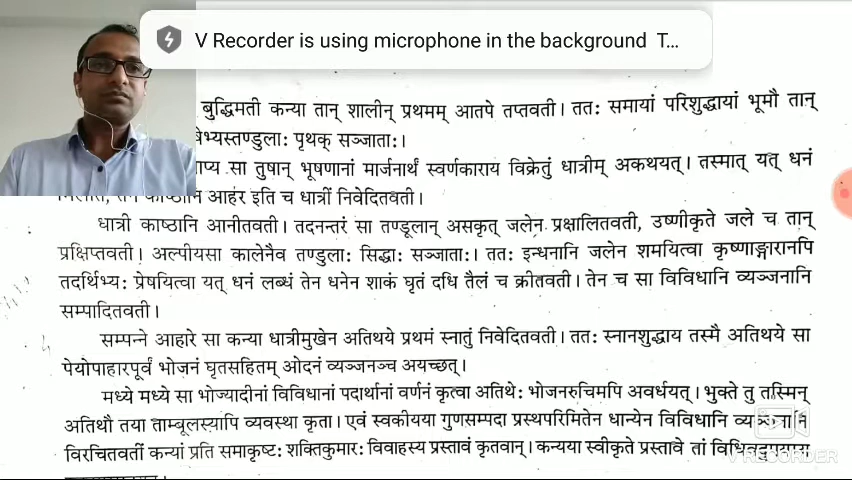 V Recorder is using microphone in the background T...
बुद्धिमती कन्या तान् शालीन् प्रथमम् आतपे तप्तवती। ततः समायां परिशुद्धायां भूमौ तान्
पृथक् सञ्जाताः।
सा तुषान् भूषणानां मार्जनार्थं स्वर्णकाराय विक्रेतुं धात्रीम् अकथयत्। तस्मात् यत् धनं
काष्ठानि आहर इति च धात्रीं निवेदितवती।
धात्री काष्ठानि आनीतवती। तदनन्तरं सा तण्डूलान् असकृत् जलेन प्रक्षालितवती, उष्णीकृते जले च तान्
प्रक्षिप्तवती। अल्पीयसा कालेनैव तण्डुलाः सिद्धाः सञ्जाताः। ततः इन्धनानि जलेन शमयित्वा कृष्णाङ्गारानपि
तदर्थिभ्यः प्रेषयित्वा यत् धनं लब्धं तेन धनेन शाकं घृतं दधि तैलं च क्रीतवती। तेन च सा विविधानि व्यञ्जनानि
सम्पादितवती।
सम्पन्ने आहारे सा कन्या धात्रीमुखेन अतिथये प्रथमं स्नातुं निवेदितवती। ततः स्नानशुद्धाय तस्मै अतिथये सा
पेयोपाहारपूर्वं भोजनं घृतसहितम् ओदनं व्यञ्जनञ्च अयच्छत्।
मध्ये मध्ये सा भोज्यादीनां विविधानां पदार्थानां वर्णनं कृत्वा अतिथेः भोजनरुचिमपि अवर्धयत्। भुक्ते तु तस्मिन्
अतिथौ तया ताम्बूलस्यापि व्यवस्था कृता। एवं स्वकीयया गुणसम्पदा प्रस्थपरिमितेन धान्येन विविधानि व्यञ्जनानि
विरचितवतीं कन्यां प्रति समाकृष्टः शक्तिकुमारः विवाहस्य प्रस्तावं कृतवान्। कन्यया स्वीकृते प्रस्तावे तां
V RECORDER